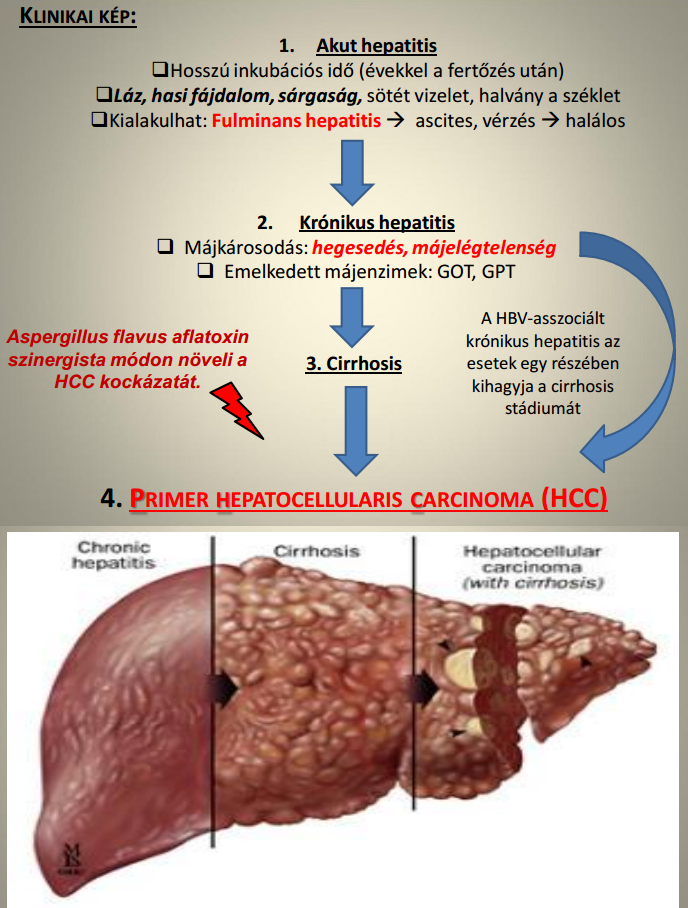 KLINIKAI KÉP:
1. Akut hepatitis
❑Hosszú inkubációs idő (évekkel a fertőzés után)
❑Láz, hasi fájdalom, sárgaság, sötét vizelet, halvány a széklet
❑Kialakulhat: Fulminans hepatitis → ascites, vérzés → halálos
2. Krónikus hepatitis
❑ Májkárosodás: hegesedés, májelégtelenség
❑ Emelkedett májenzimek: GOT, GPT
Aspergillus flavus aflatoxin
szinergista módon növeli a
HCC kockázatát.
3. Cirrhosis
A HBV-asszociált
krónikus hepatitis az
esetek egy részében
kihagyja a cirrhosis
stádiumát
4. PRIMER HEPATOCELLULARIS CARCINOMA (HCC)
Chronic
hepatitis
Cirrhosis
Hepatocellular
carcinoma
(with cirrhosis)